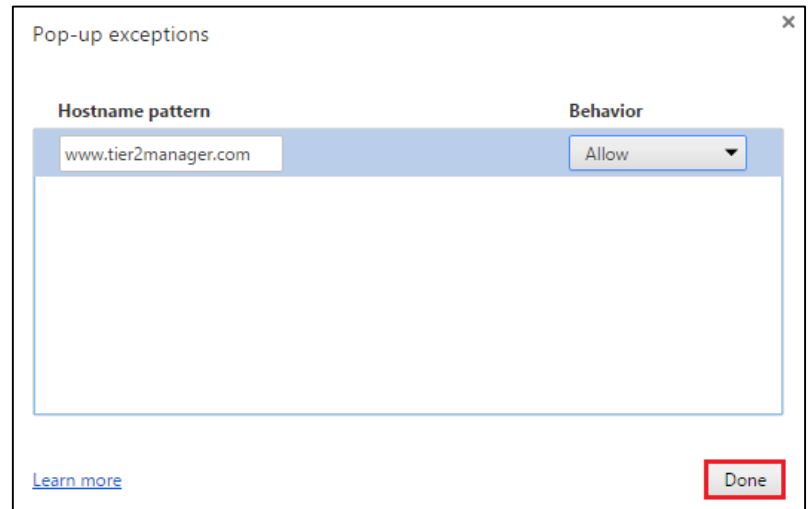 Pop-up exceptions
×
Hostname pattern Behavior
www.tier2manager.com Allow
Learn more Done